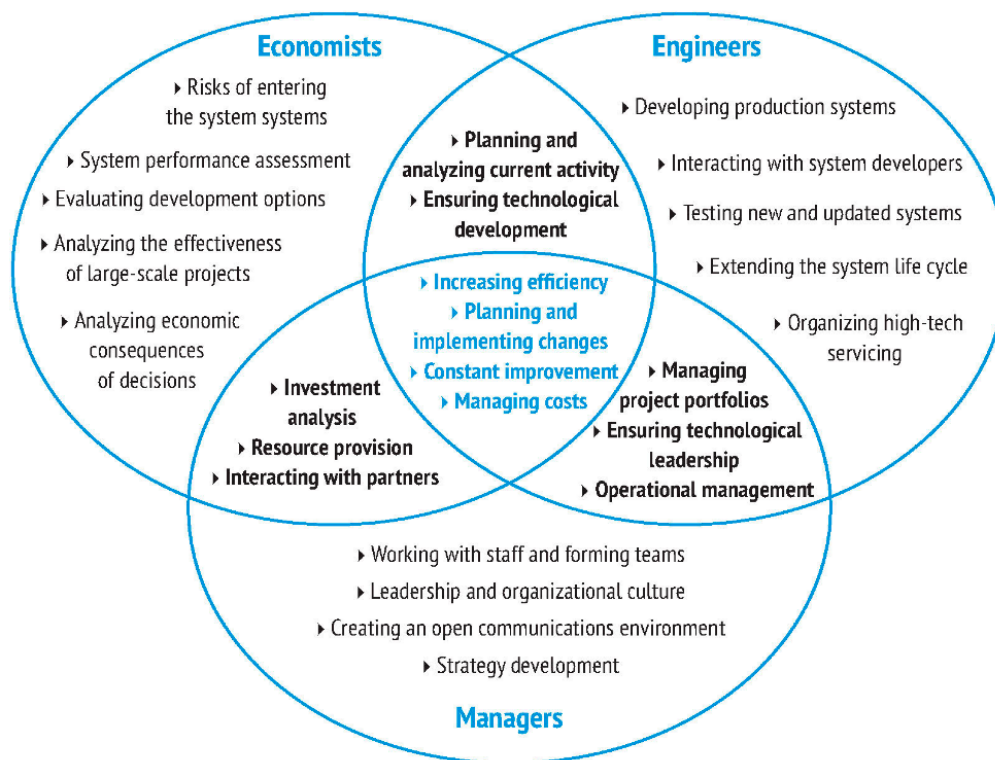 Economists
▸ Risks of entering
the system systems
▸ System performance assessment
▸ Evaluating development options
▸ Analyzing the effectiveness
of large-scale projects
▸ Analyzing economic
consequences
of decisions
Engineers
▸ Developing production systems
▸ Interacting with system developers
▸ Testing new and updated systems
▸ Extending the system life cycle
▸ Organizing high-tech
servicing
▸ Planning and
analyzing current activity
▸ Ensuring technological
development
▸ Increasing efficiency
▸ Planning and
implementing changes
▸ Constant improvement
▸ Managing costs
▸ Investment
analysis
▸ Resource provision
▸ Interacting with partners
▸ Managing
project portfolios
▸ Ensuring technological
leadership
▸ Operational management
▸ Working with staff and forming teams
▸ Leadership and organizational culture
▸ Creating an open communications environment
▸ Strategy development
Managers